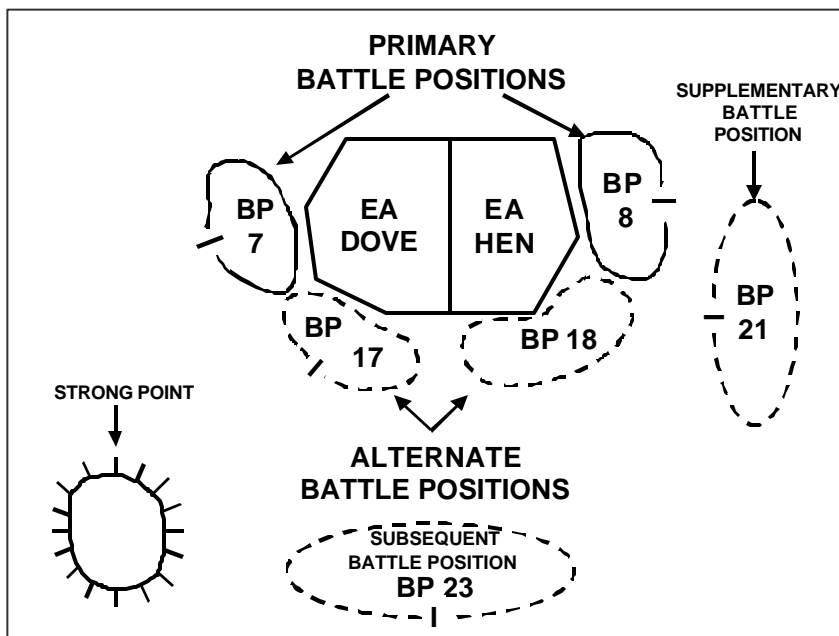 PRIMARY
BATTLE POSITIONS
SUPPLEMENTARY
BATTLE
POSITION
BP
7
EA
DOVE
EA
HEN
BP
8
BP
21
BP
17
BP 18
STRONG POINT
ALTERNATE
BATTLE POSITIONS
SUBSEQUENT
BATTLE POSITION
BP 23